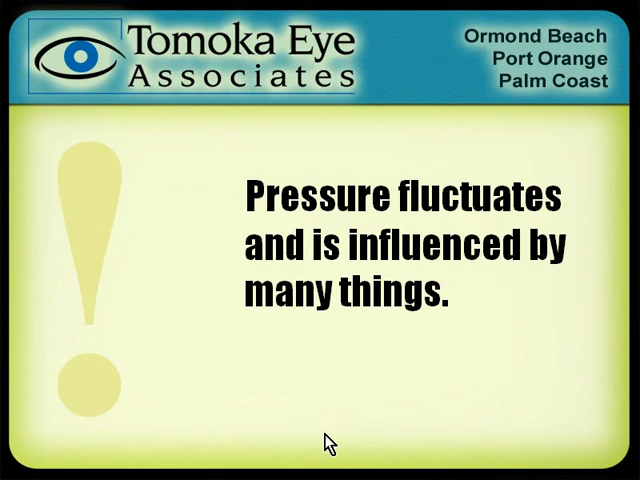 Tomoka Eye
Associates
Ormond Beach
Port Orange
Palm Coast
!
Pressure fluctuates
and is influenced by
many things.